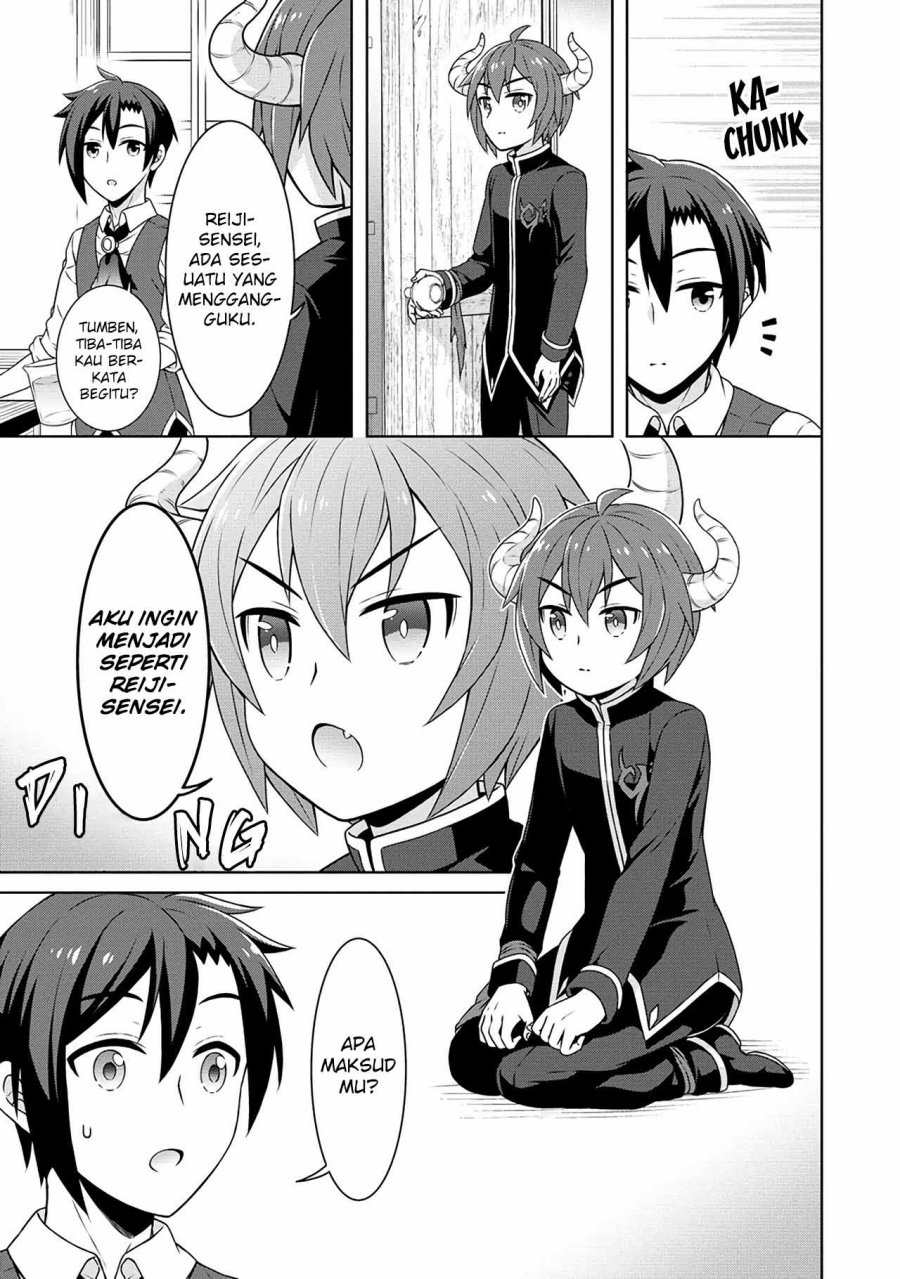 KA-
CHUNK
REIJI-
SENSEI,
ADA SES-
UATU YANG
MENGGANG-
GUKU.
TUMBEN,
TIBA-TIBA
KAU BER-
KATA
BEGITU?
AKU INGIN
MENJADI
SEPERTI
REIJI-
SENSEI.
DING
APA
MAKSUD
MU?